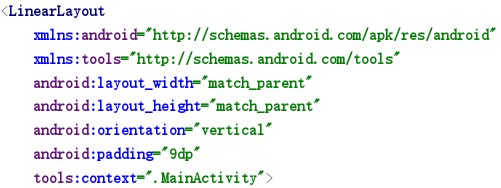 <LinearLayout
xmlns:android="http://schemas.android.com/apk/res/android"
xmlns:tools="http://schemas.android.com/tools"
android:layout_width="match_parent"
android:layout_height="match_parent"
android:orientation="vertical"
android:padding="9dp"
tools:context=".MainActivity">